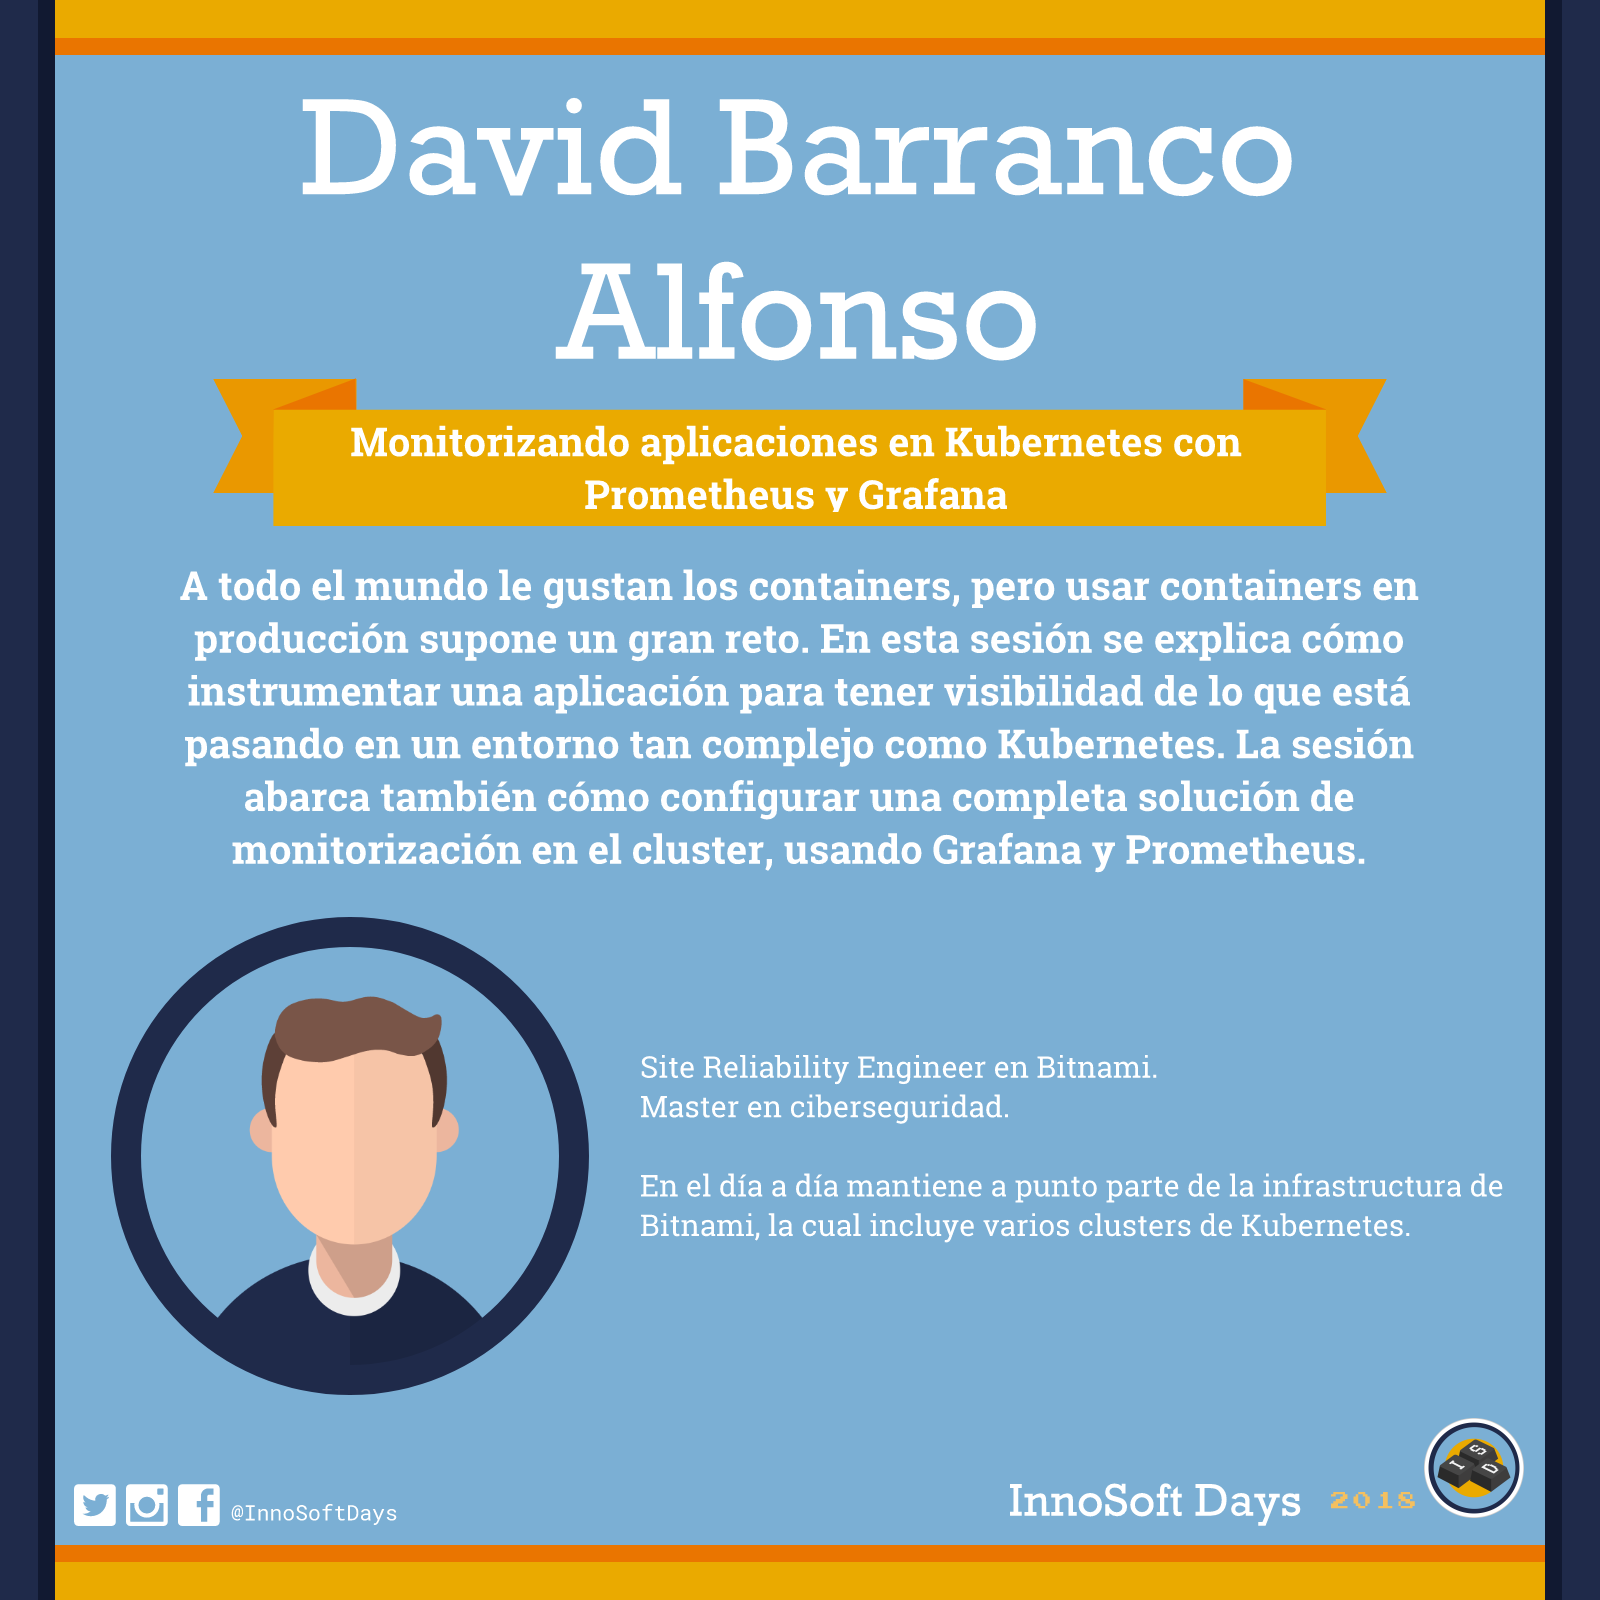 David Barranco
Alfonso
Monitorizando aplicaciones en Kubernetes con
Prometheus y Grafana
A todo el mundo le gustan los containers, pero usar containers en
producción supone un gran reto. En esta sesión se explica cómo
instrumentar una aplicación para tener visibilidad de lo que está
pasando en un entorno tan complejo como Kubernetes. La sesión
abarca también cómo configurar una completa solución de
monitorización en el cluster, usando Grafana y Prometheus.
Site Reliability Engineer en Bitnami.
Master en ciberseguridad.
En el día a día mantiene a punto parte de la infrastructura de
Bitnami, la cual incluye varios clusters de Kubernetes.
@InnoSoftDays
InnoSoft Days 2018
I S D